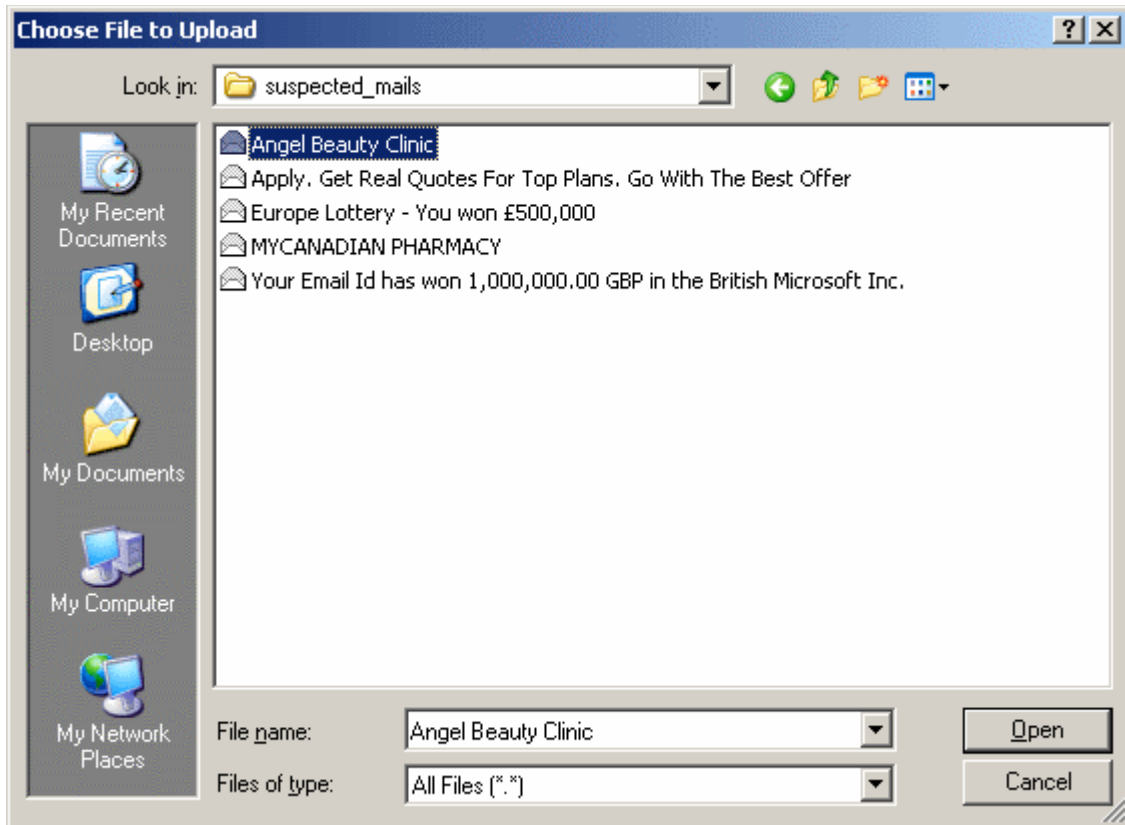 Choose File to Upload
Look in:
suspected_mails
My Recent
Documents
Desktop
My Documents
My Computer
My Network
Places
Angel Beauty Clinic
Apply. Get Real Quotes For Top Plans. Go With The Best Offer
Europe Lottery - You won £500,000
MYCANADIAN PHARMACY
Your Email Id has won 1,000,000.00 GBP in the British Microsoft Inc.
File name:
Angel Beauty Clinic
Open
Files of type:
All Files (*.*)
Cancel